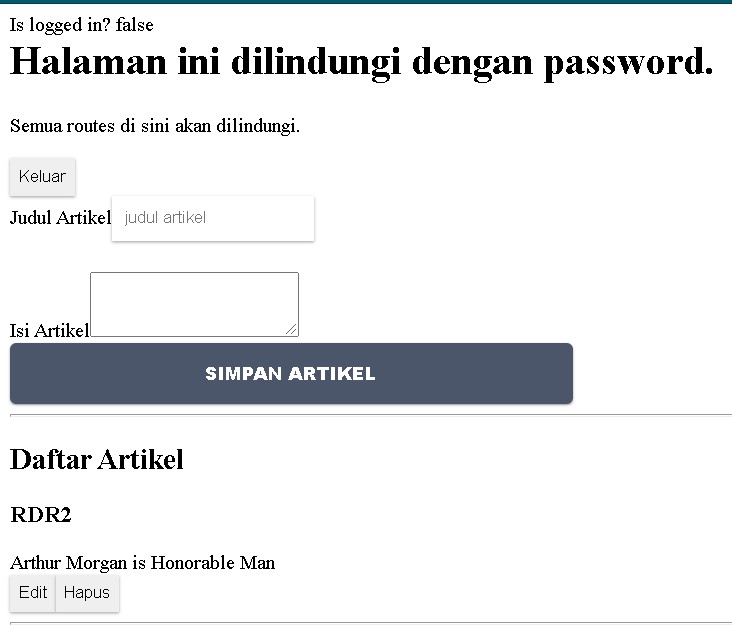 Is logged in? false
Halaman ini dilindungi dengan password.
Semua routes di sini akan dilindungi.
Keluar
Judul Artikel judul artikel
Isi Artikel
SIMPAN ARTIKEL
Daftar Artikel
RDR2
Arthur Morgan is Honorable Man
Edit Hapus